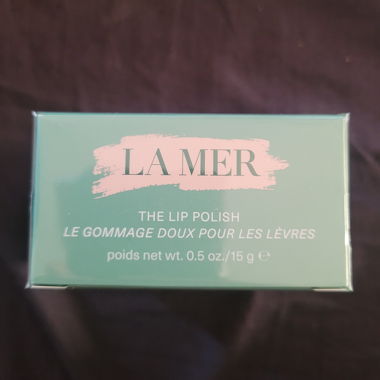 LA MER
THE LIP POLISH
LE GOMMAGE DOUX POUR LES LÈVRES
poids net wt. 0.5 oz./15 g ℮